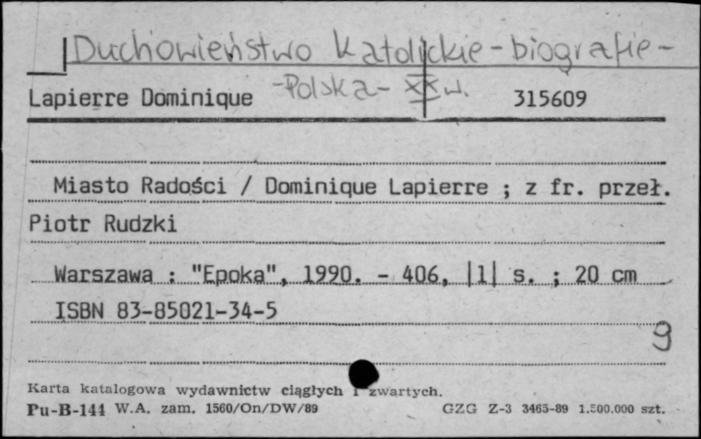 Duchowieństwo katolickie - biografie -
- Polska - XX w.
Lapierre Dominique 315609
Miasto Radości / Dominique Lapierre ; z fr. przeł.
Piotr Rudzki
Warszawa : "Epoka", 1990. - 406, |1| s. ; 20 cm
ISBN 83-85021-34-5
9
Karta katalogowa wydawnictw ciągłych i zwartych.
Pu-B-144 W.A. zam. 1560/On/DW/89 GZG Z-3 3465-89 1.500.000 szt.